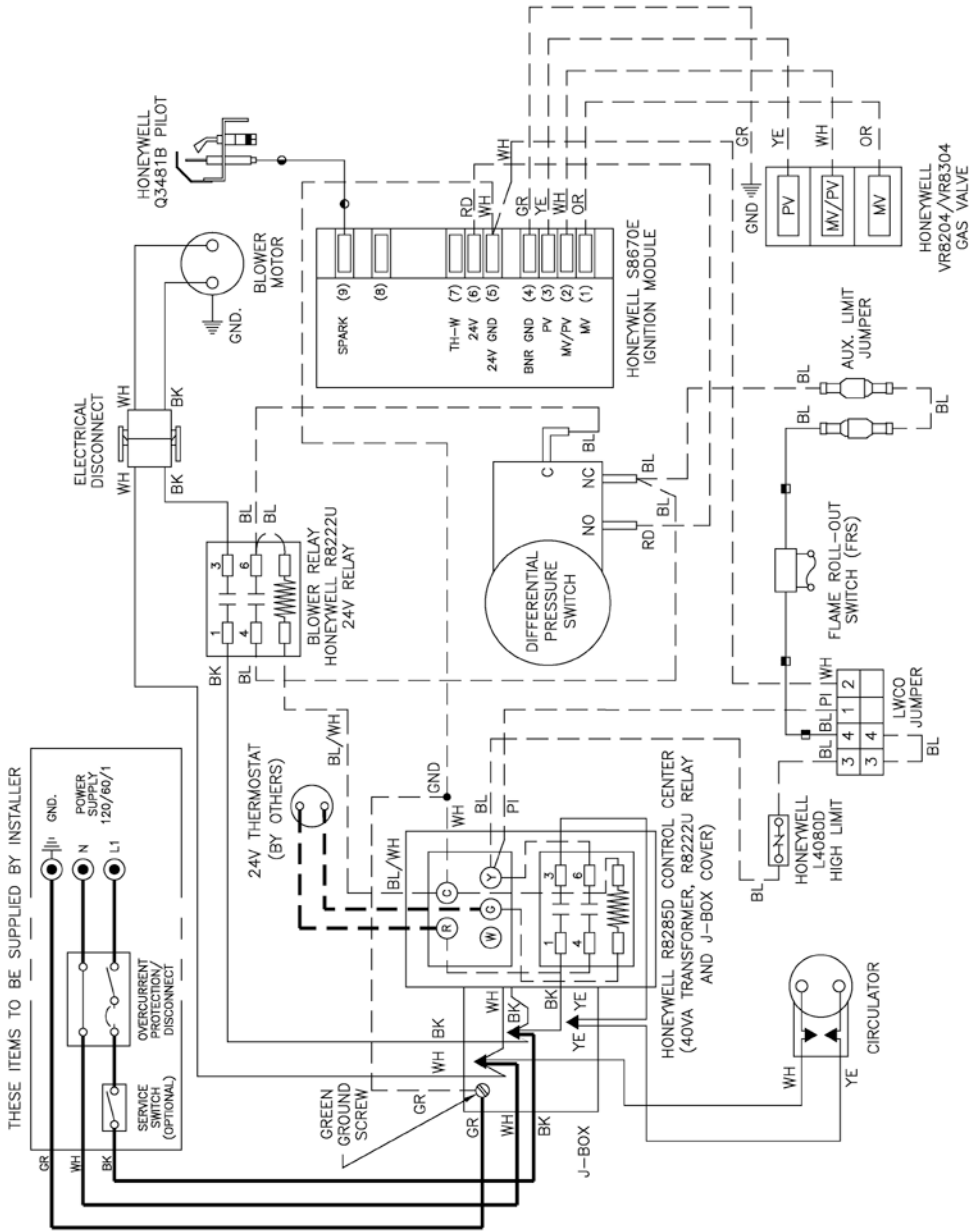 THESE ITEMS TO BE SUPPLIED BY INSTALLER
GND.
N
POWER
SUPPLY
120/60/1
L1
OVERCURRENT
PROTECTION/
DISCONNECT
SERVICE
SWITCH
(OPTIONAL)
GR
WH
BK
ELECTRICAL
DISCONNECT
WH
WH
BK
BK
BLOWER
MOTOR
GND.
HONEYWELL
Q3481B PILOT
1
3
4
6
BK
BL
BL
BL
BLOWER RELAY
HONEYWELL R8222U
24V RELAY
SPARK (9)
(8)
TH-W (7)
24V (6)
24V GND (5)
BNR GND (4)
PV (3)
MV/PV (2)
MV (1)
RD
WH
GR
YE
WH
OR
WH
HONEYWELL S8670E
IGNITION MODULE
24V THERMOSTAT
(BY OTHERS)
BL/WH
BL/WH
GND
WH
BL
PI
R
C
W
G
Y
1
3
4
6
HONEYWELL R8285D CONTROL CENTER
(40VA TRANSFORMER, R8222U RELAY
AND J-BOX COVER)
GREEN
GROUND
SCREW
GR
WH
BK
WH
BK
BK
YE
YE
GR
WH
BK
J-BOX
DIFFERENTIAL
PRESSURE
SWITCH
C
NO
NC
BL
BL
BL
RD
GR
YE
WH
OR
GND
PV
MV/PV
MV
HONEYWELL
VR8204/VR8304
GAS VALVE
CIRCULATOR
WH
YE
BL
HONEYWELL
L4080D
HIGH LIMIT
BL
BL
PI
WH
3
4
1
2
3
4
BL
LWCO
JUMPER
FLAME ROLL-OUT
SWITCH (FRS)
BL
BL
BL
AUX. LIMIT
JUMPER